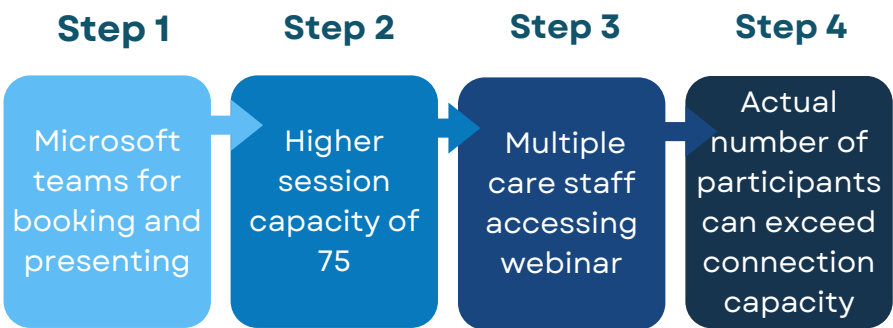 Step 1
Microsoft
teams for
booking and
presenting
Step 2
Higher
session
capacity of
75
Step 3
Multiple
care staff
accessing
webinar
Step 4
Actual
number of
participants
can exceed
connection
capacity